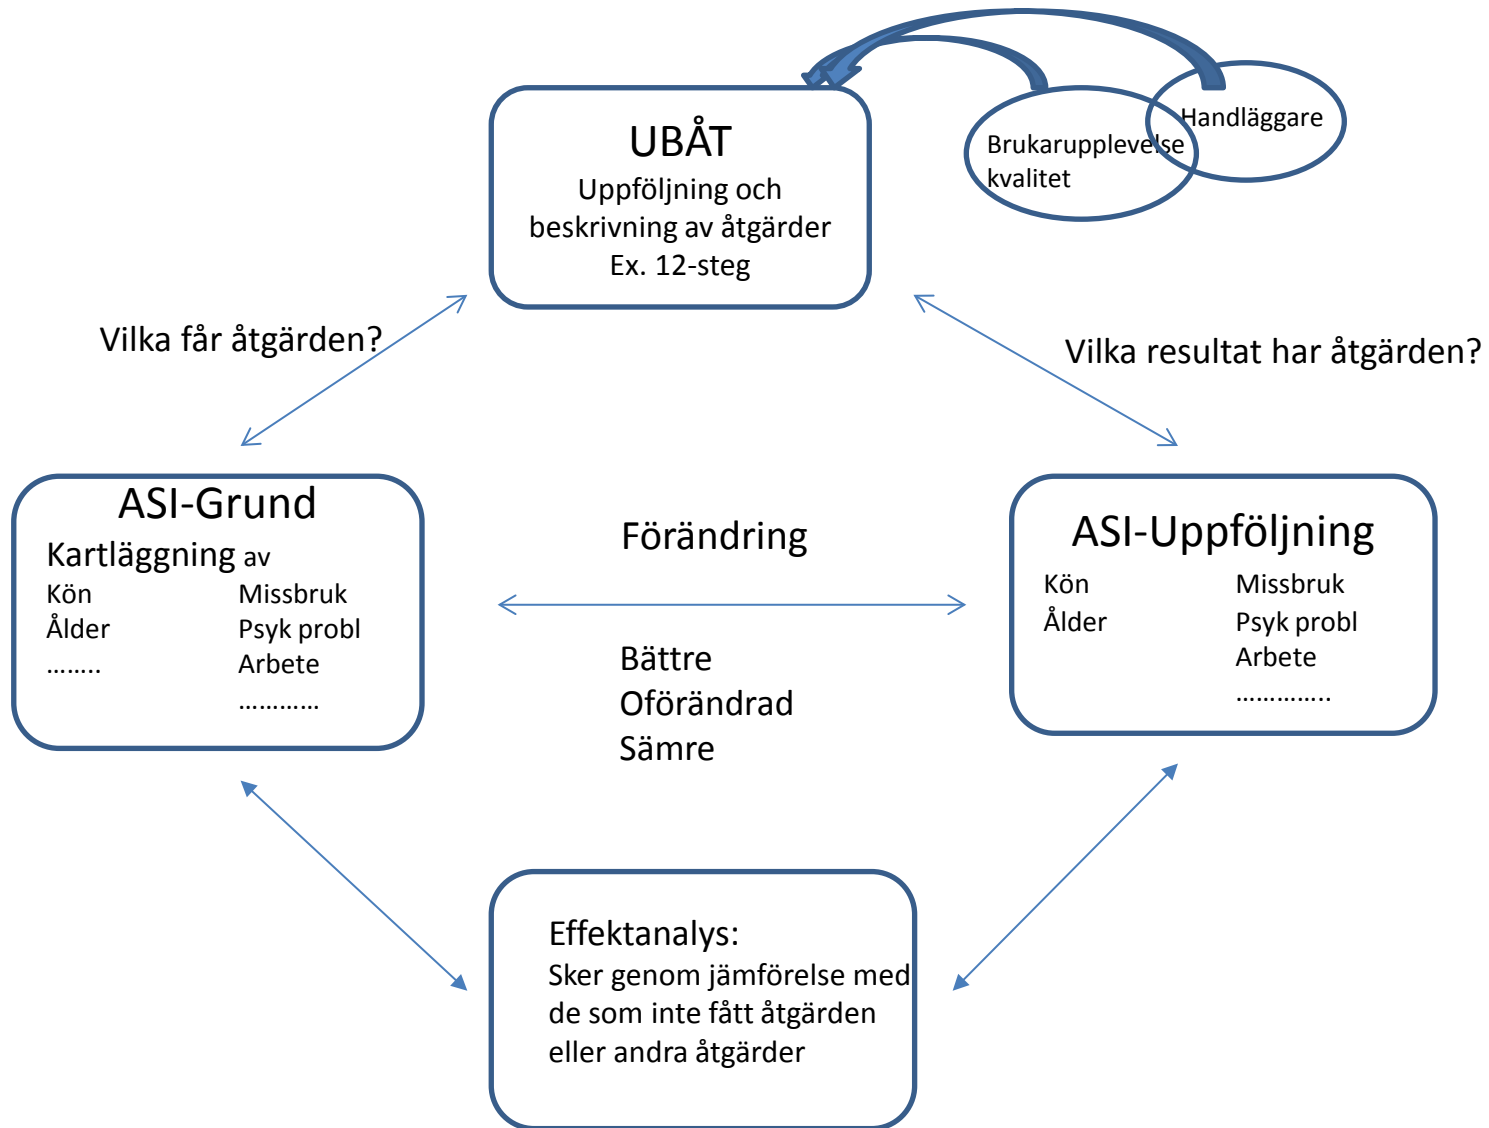 UBÅT
Uppföljning och
beskrivning av åtgärder
Ex. 12-steg
Brukarupplevelse
kvalitet
Handläggare
Vilka får åtgärden?
Vilka resultat har åtgärden?
ASI-Grund
Kartläggning av
Kön Missbruk
Ålder Psyk probl
…….. Arbete
…………
Förändring
Bättre
Oförändrad
Sämre
ASI-Uppföljning
Kön Missbruk
Ålder Psyk probl
Arbete
…………..
Effektanalys:
Sker genom jämförelse med
de som inte fått åtgärden
eller andra åtgärder